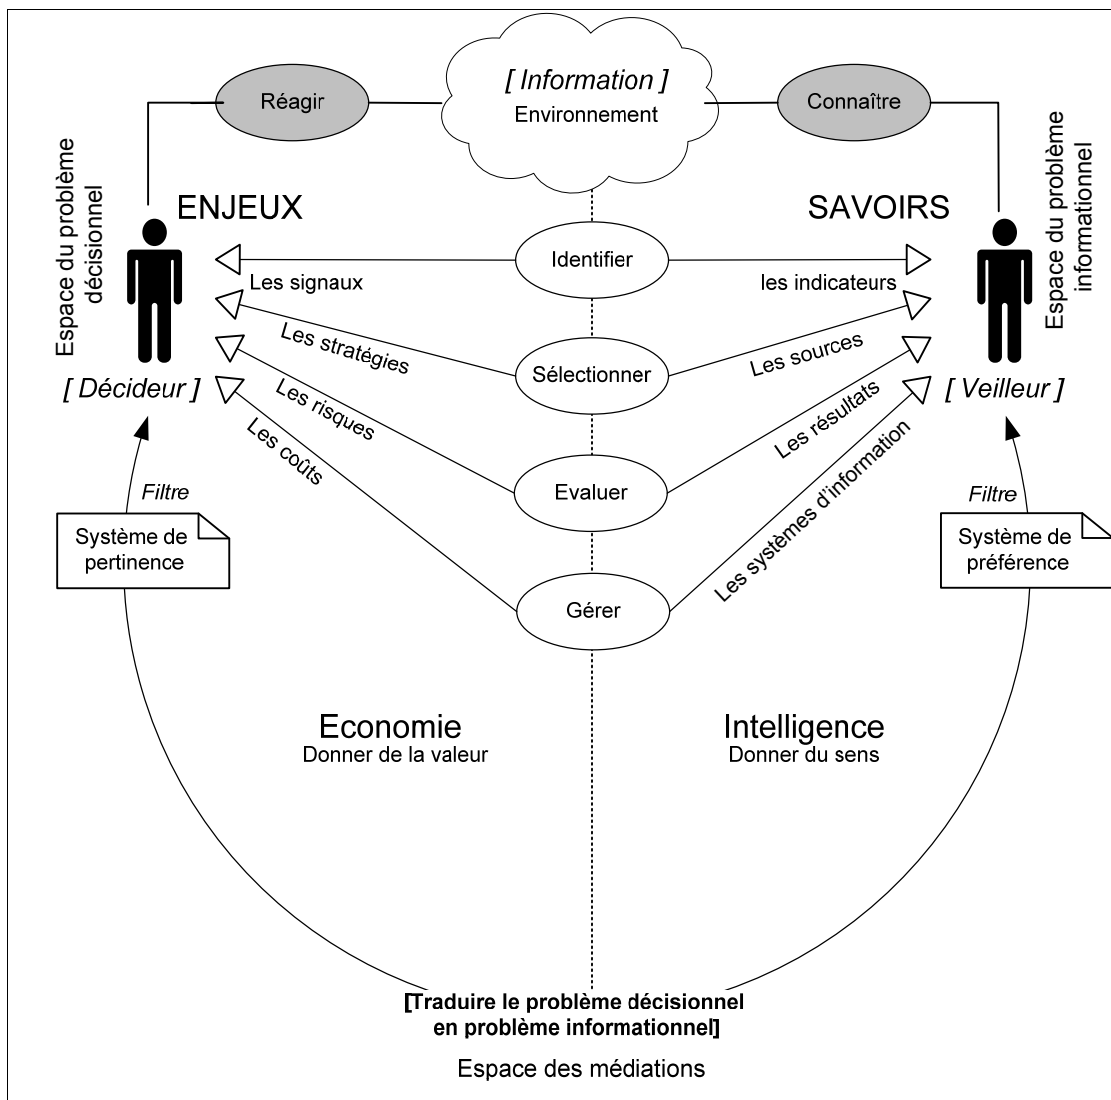 [ Information ]
Environnement
Réagir
Connaître
Espace du problème
décisionnel
ENJEUX
SAVOIRS
Espace du problème
informationnel
Identifier
Les signaux
les indicateurs
Sélectionner
Les stratégies
Les sources
[ Décideur ]
[ Veilleur ]
Evaluer
Les risques
Les résultats
Gérer
Les coûts
Les systèmes d'information
Filtre
Système de
pertinence
Filtre
Système de
préférence
Economie
Donner de la valeur
Intelligence
Donner du sens
[Traduire le problème décisionnel
en problème informationnel]
Espace des médiations